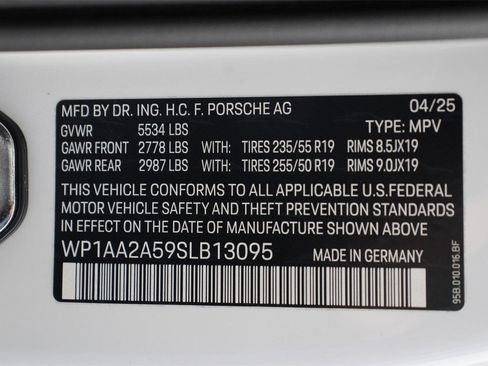 MFD BY DR. ING. H.C. F. PORSCHE AG 04/25
GVWR 5534 LBS TYPE: MPV
GAWR FRONT 2778 LBS WITH: TIRES 235/55 R19 RIMS 8.5JX19
GAWR REAR 2987 LBS WITH: TIRES 255/50 R19 RIMS 9.0JX19
THIS VEHICLE CONFORMS TO ALL APPLICABLE U.S.FEDERAL
MOTOR VEHICLE SAFETY AND THEFT PREVENTION STANDARDS
IN EFFECT ON THE DATE OF MANUFACTURE SHOWN ABOVE
WP1AA2A59SLB13095
95B.010.016.BF